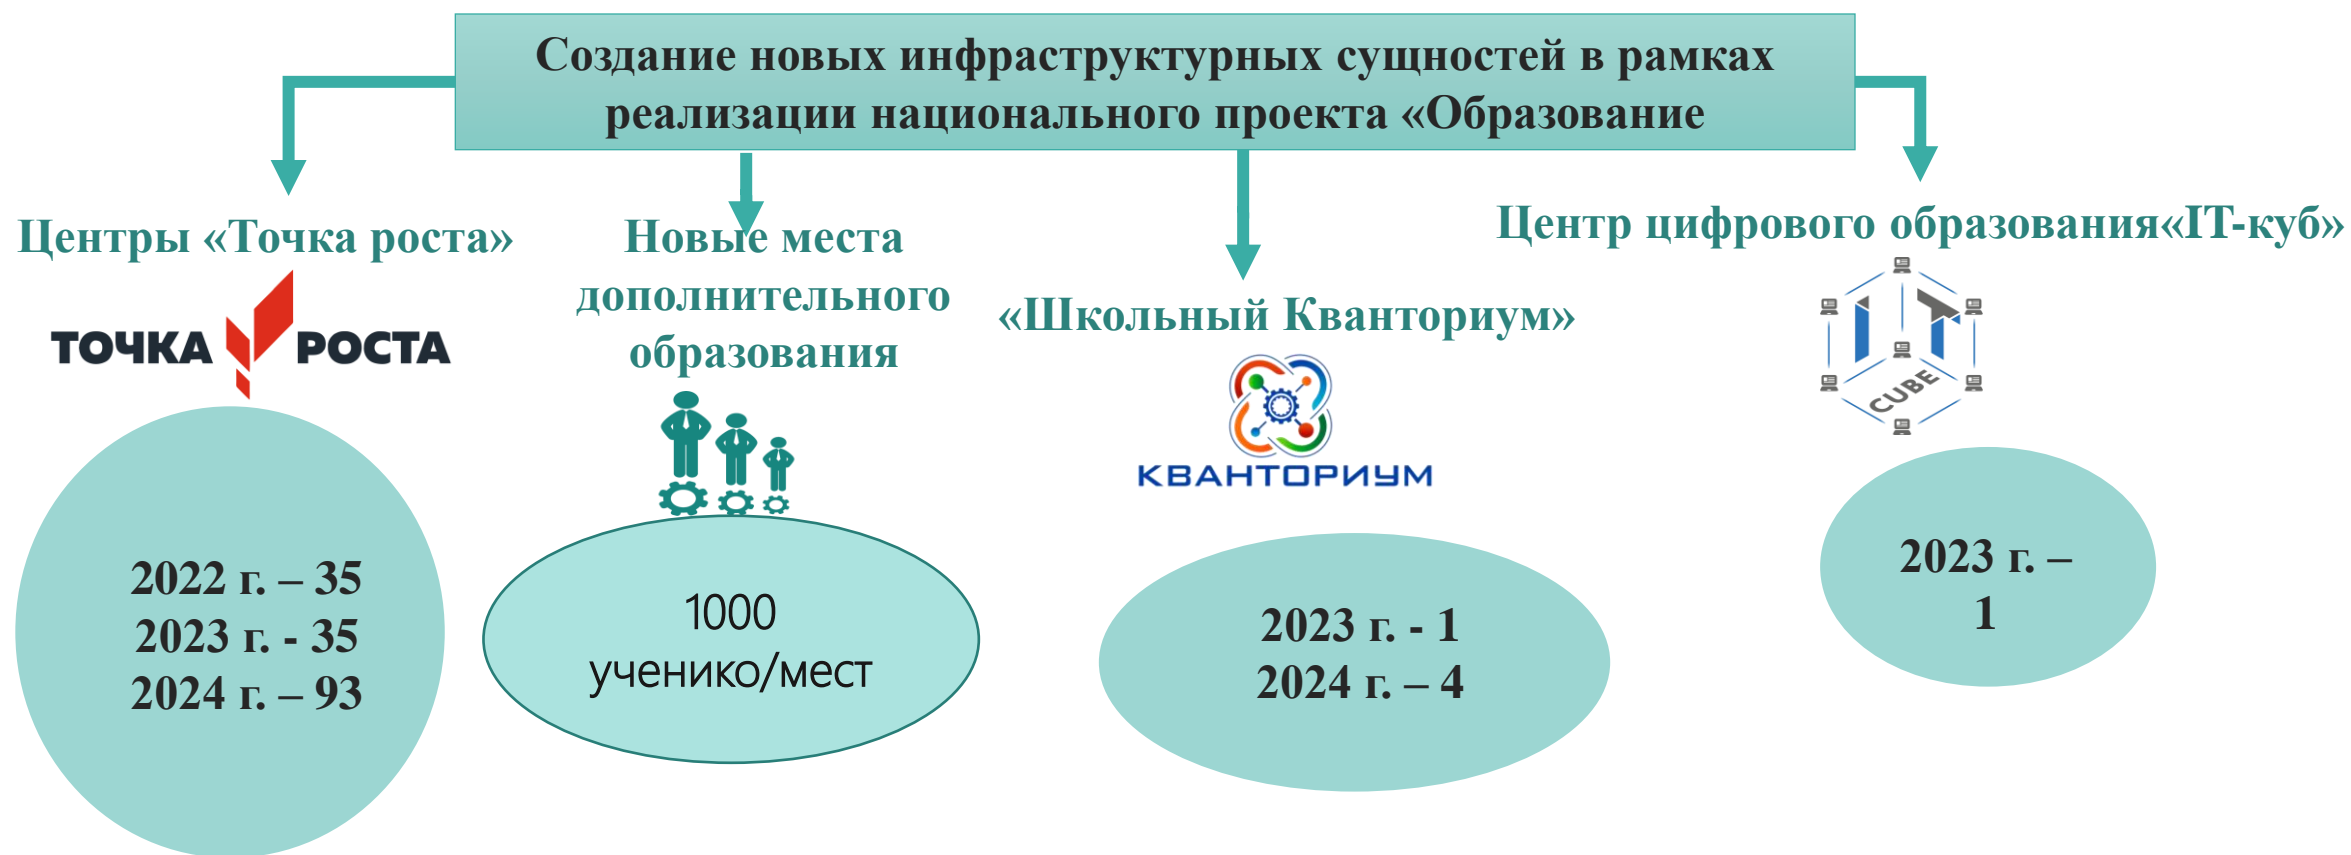 Создание новых инфраструктурных сущностей в рамках
реализации национального проекта «Образование
Центры «Точка роста»
ТОЧКА РОСТА
2022 г. – 35
2023 г. - 35
2024 г. – 93
Новые места
дополнительного
образования
1000
ученико/мест
«Школьный Кванториум»
КВАНТОРИУМ
2023 г. - 1
2024 г. – 4
Центр цифрового образования«IT-куб»
IT
CUBE
2023 г. –
1